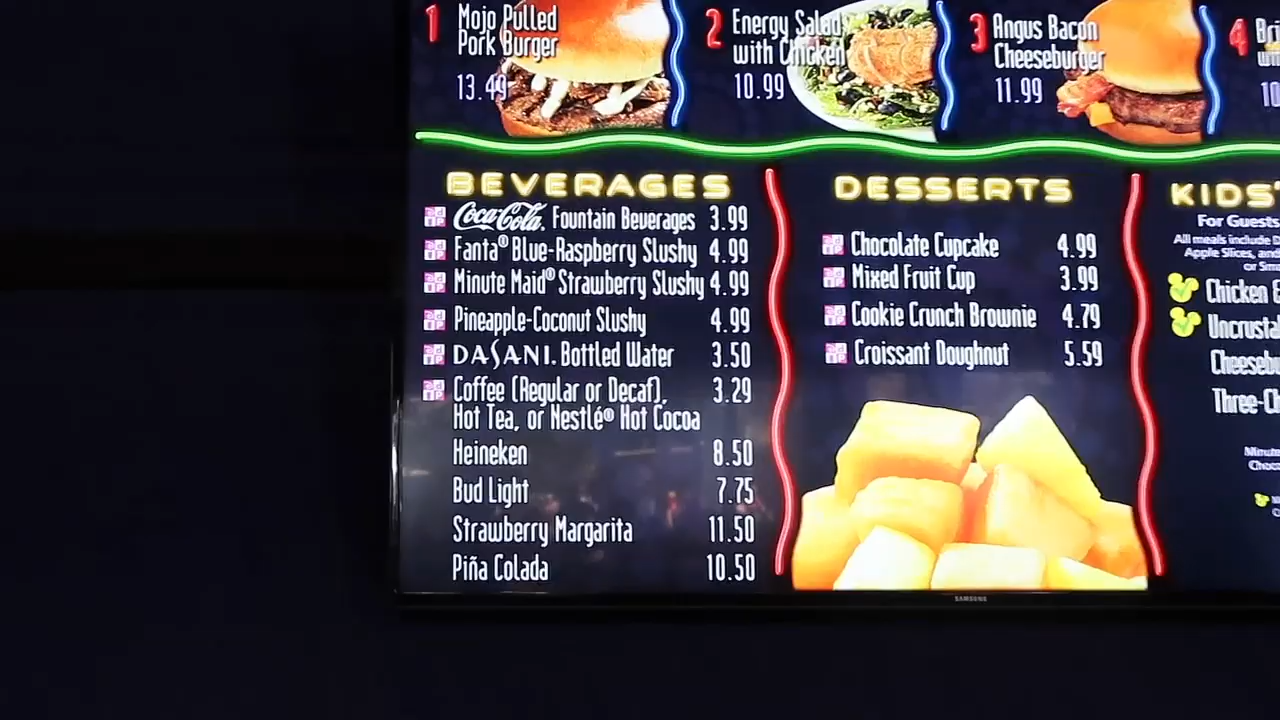 1 Mojo Pulled
Pork Burger
13.49
2 Energy Salad
with Chicken
10.99
3 Angus Bacon
Cheeseburger
11.99
4
10
BEVERAGES
Coca-Cola. Fountain Beverages 3.99
Fanta® Blue-Raspberry Slushy 4.99
Minute Maid® Strawberry Slushy 4.99
Pineapple-Coconut Slushy 4.99
DASANI. Bottled Water 3.50
Coffee (Regular or Decaf), 3.29
Hot Tea, or Nestlé® Hot Cocoa
Heineken 8.50
Bud Light 7.75
Strawberry Margarita 11.50
Piña Colada 10.50
DESSERTS
Chocolate Cupcake 4.99
Mixed Fruit Cup 3.99
Cookie Crunch Brownie 4.79
Croissant Doughnut 5.59
KIDS'
For Guests
All meals include
Apple Slices, and
or
Chicken
Uncrusta
Cheesebu
Three-Ch
Minute
Choco
SAMSUNG